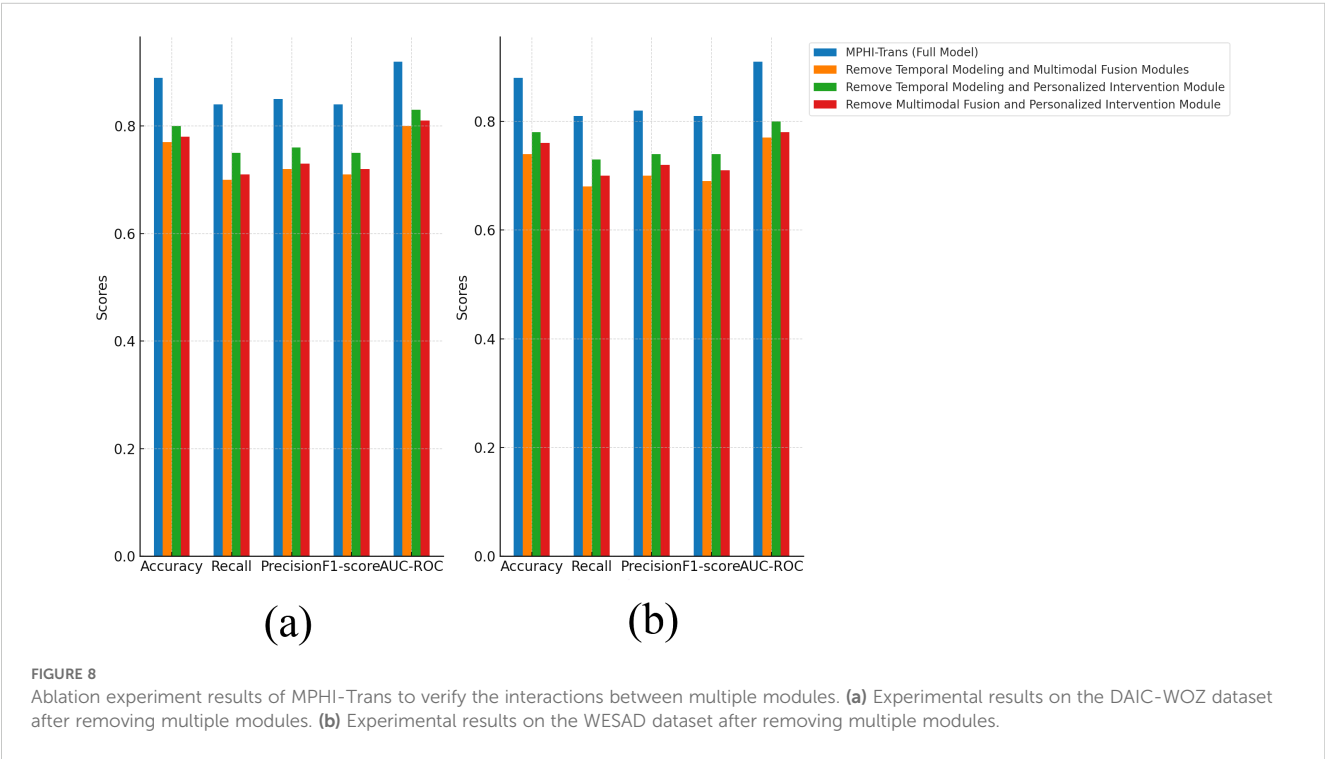 MPHI-Trans (Full Model)
Remove Temporal Modeling and Multimodal Fusion Modules
Remove Temporal Modeling and Personalized Intervention Module
Remove Multimodal Fusion and Personalized Intervention Module
Scores
0.8
0.6
0.4
0.2
0.0
Accuracy Recall Precision F1-score AUC-ROC
(a)
Scores
0.8
0.6
0.4
0.2
0.0
Accuracy Recall Precision F1-score AUC-ROC
(b)
FIGURE 8
Ablation experiment results of MPHI-Trans to verify the interactions between multiple modules. (a) Experimental results on the DAIC-WOZ dataset
after removing multiple modules. (b) Experimental results on the WESAD dataset after removing multiple modules.